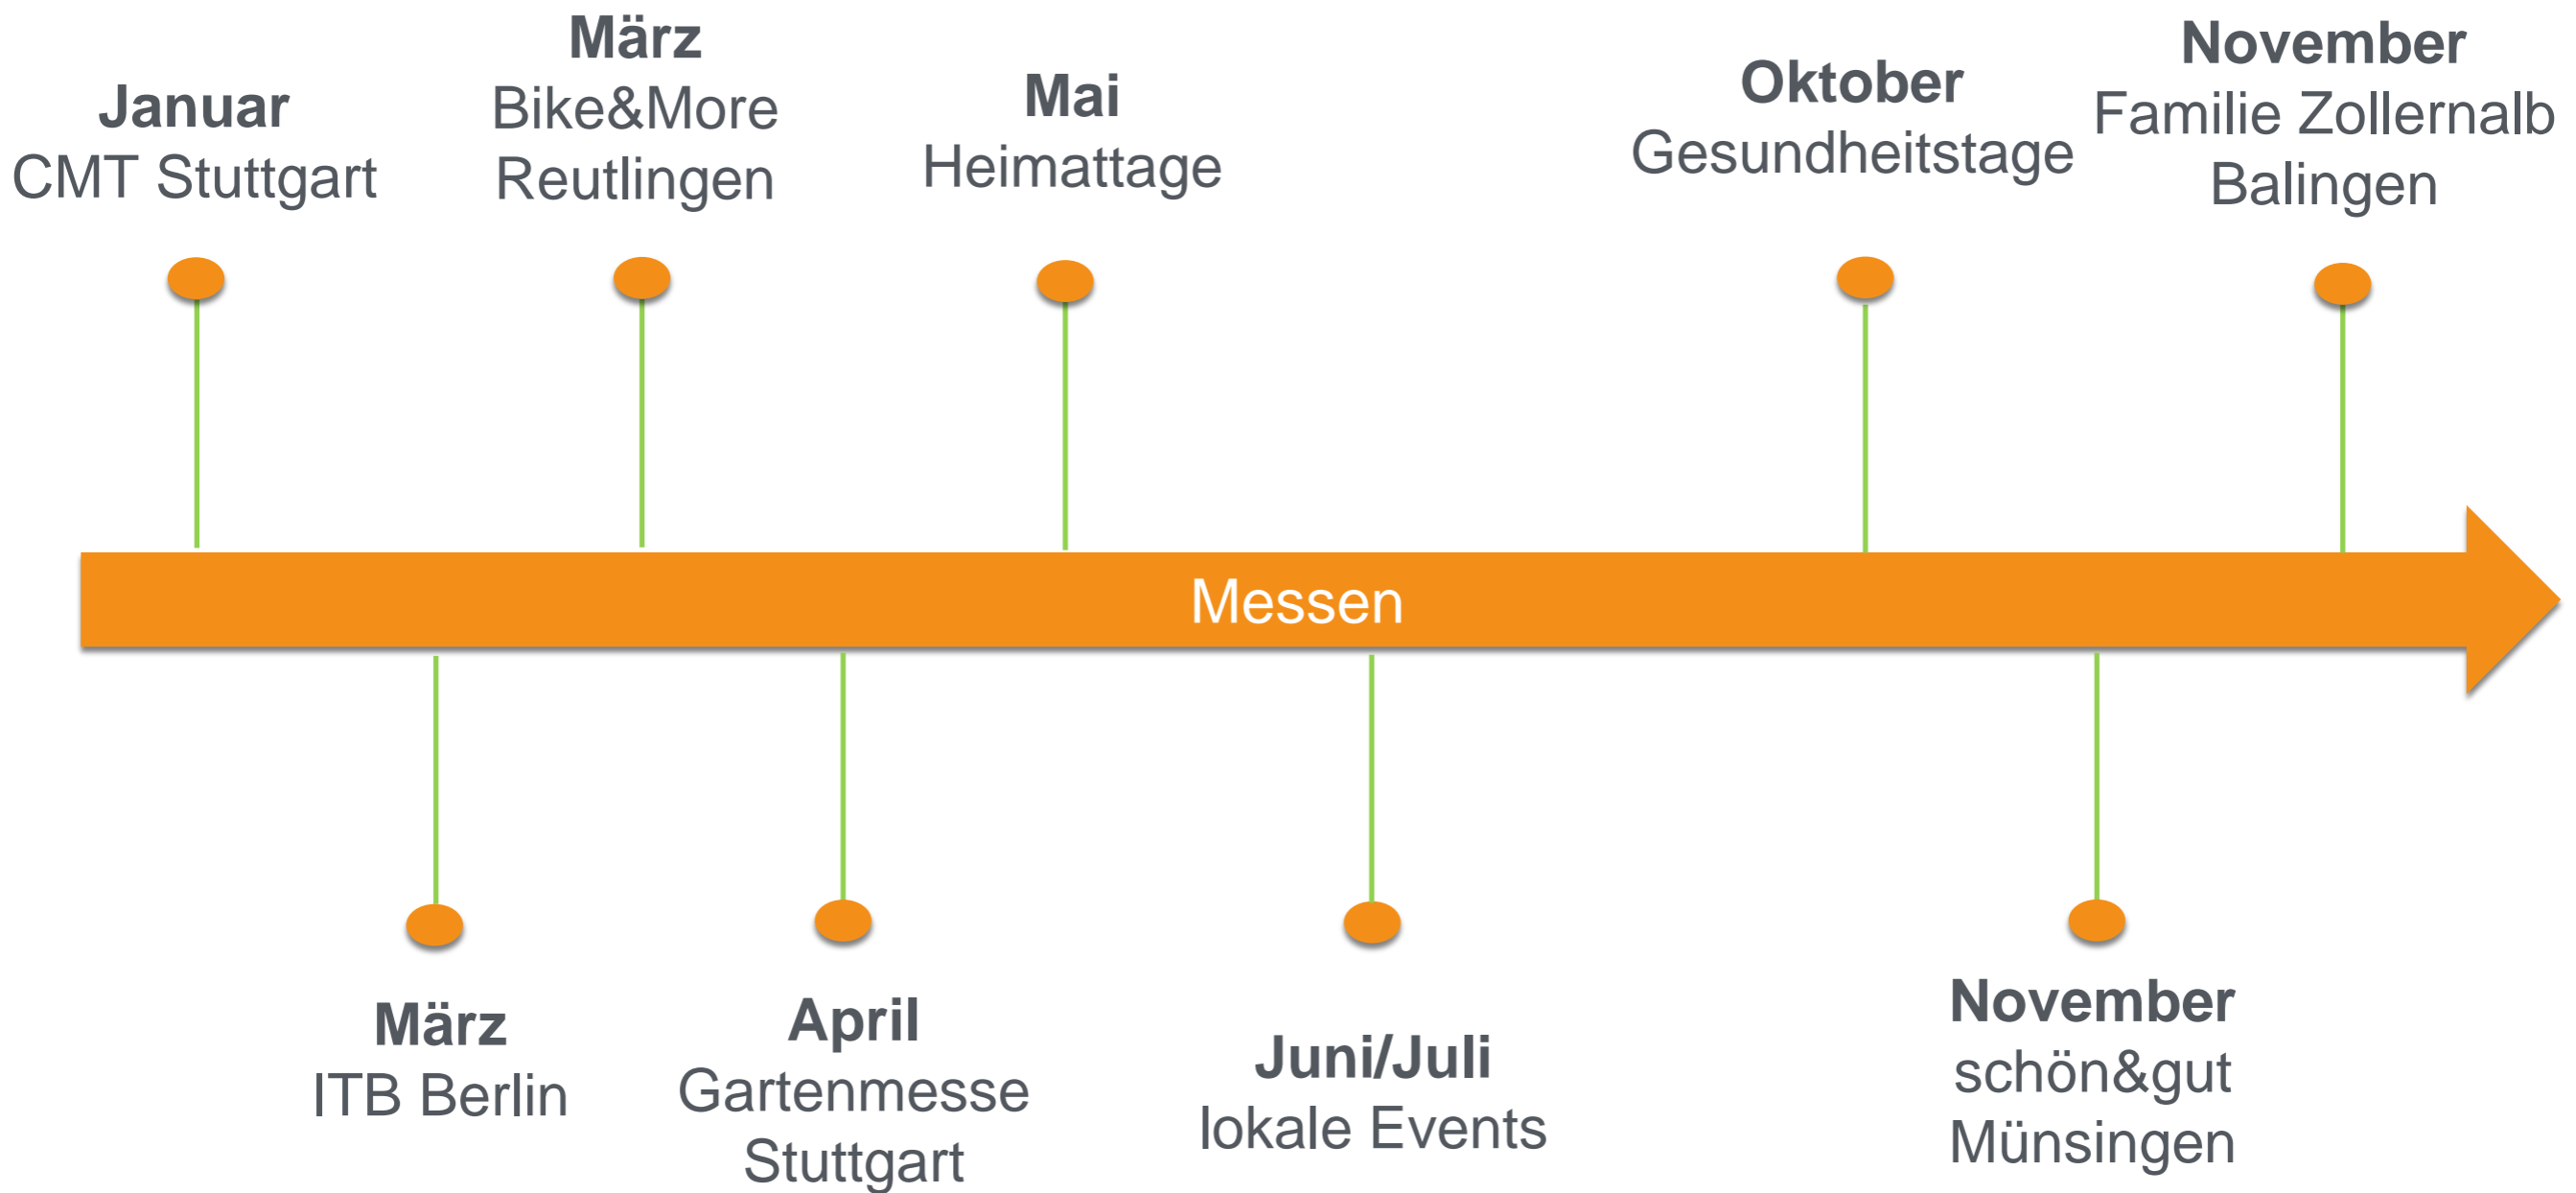 Januar
CMT Stuttgart
März
Bike&More
Reutlingen
Mai
Heimattage
Oktober
Gesundheitstage
November
Familie Zollernalb
Balingen
Messen
März
ITB Berlin
April
Gartenmesse
Stuttgart
Juni/Juli
lokale Events
November
schön&gut
Münsingen